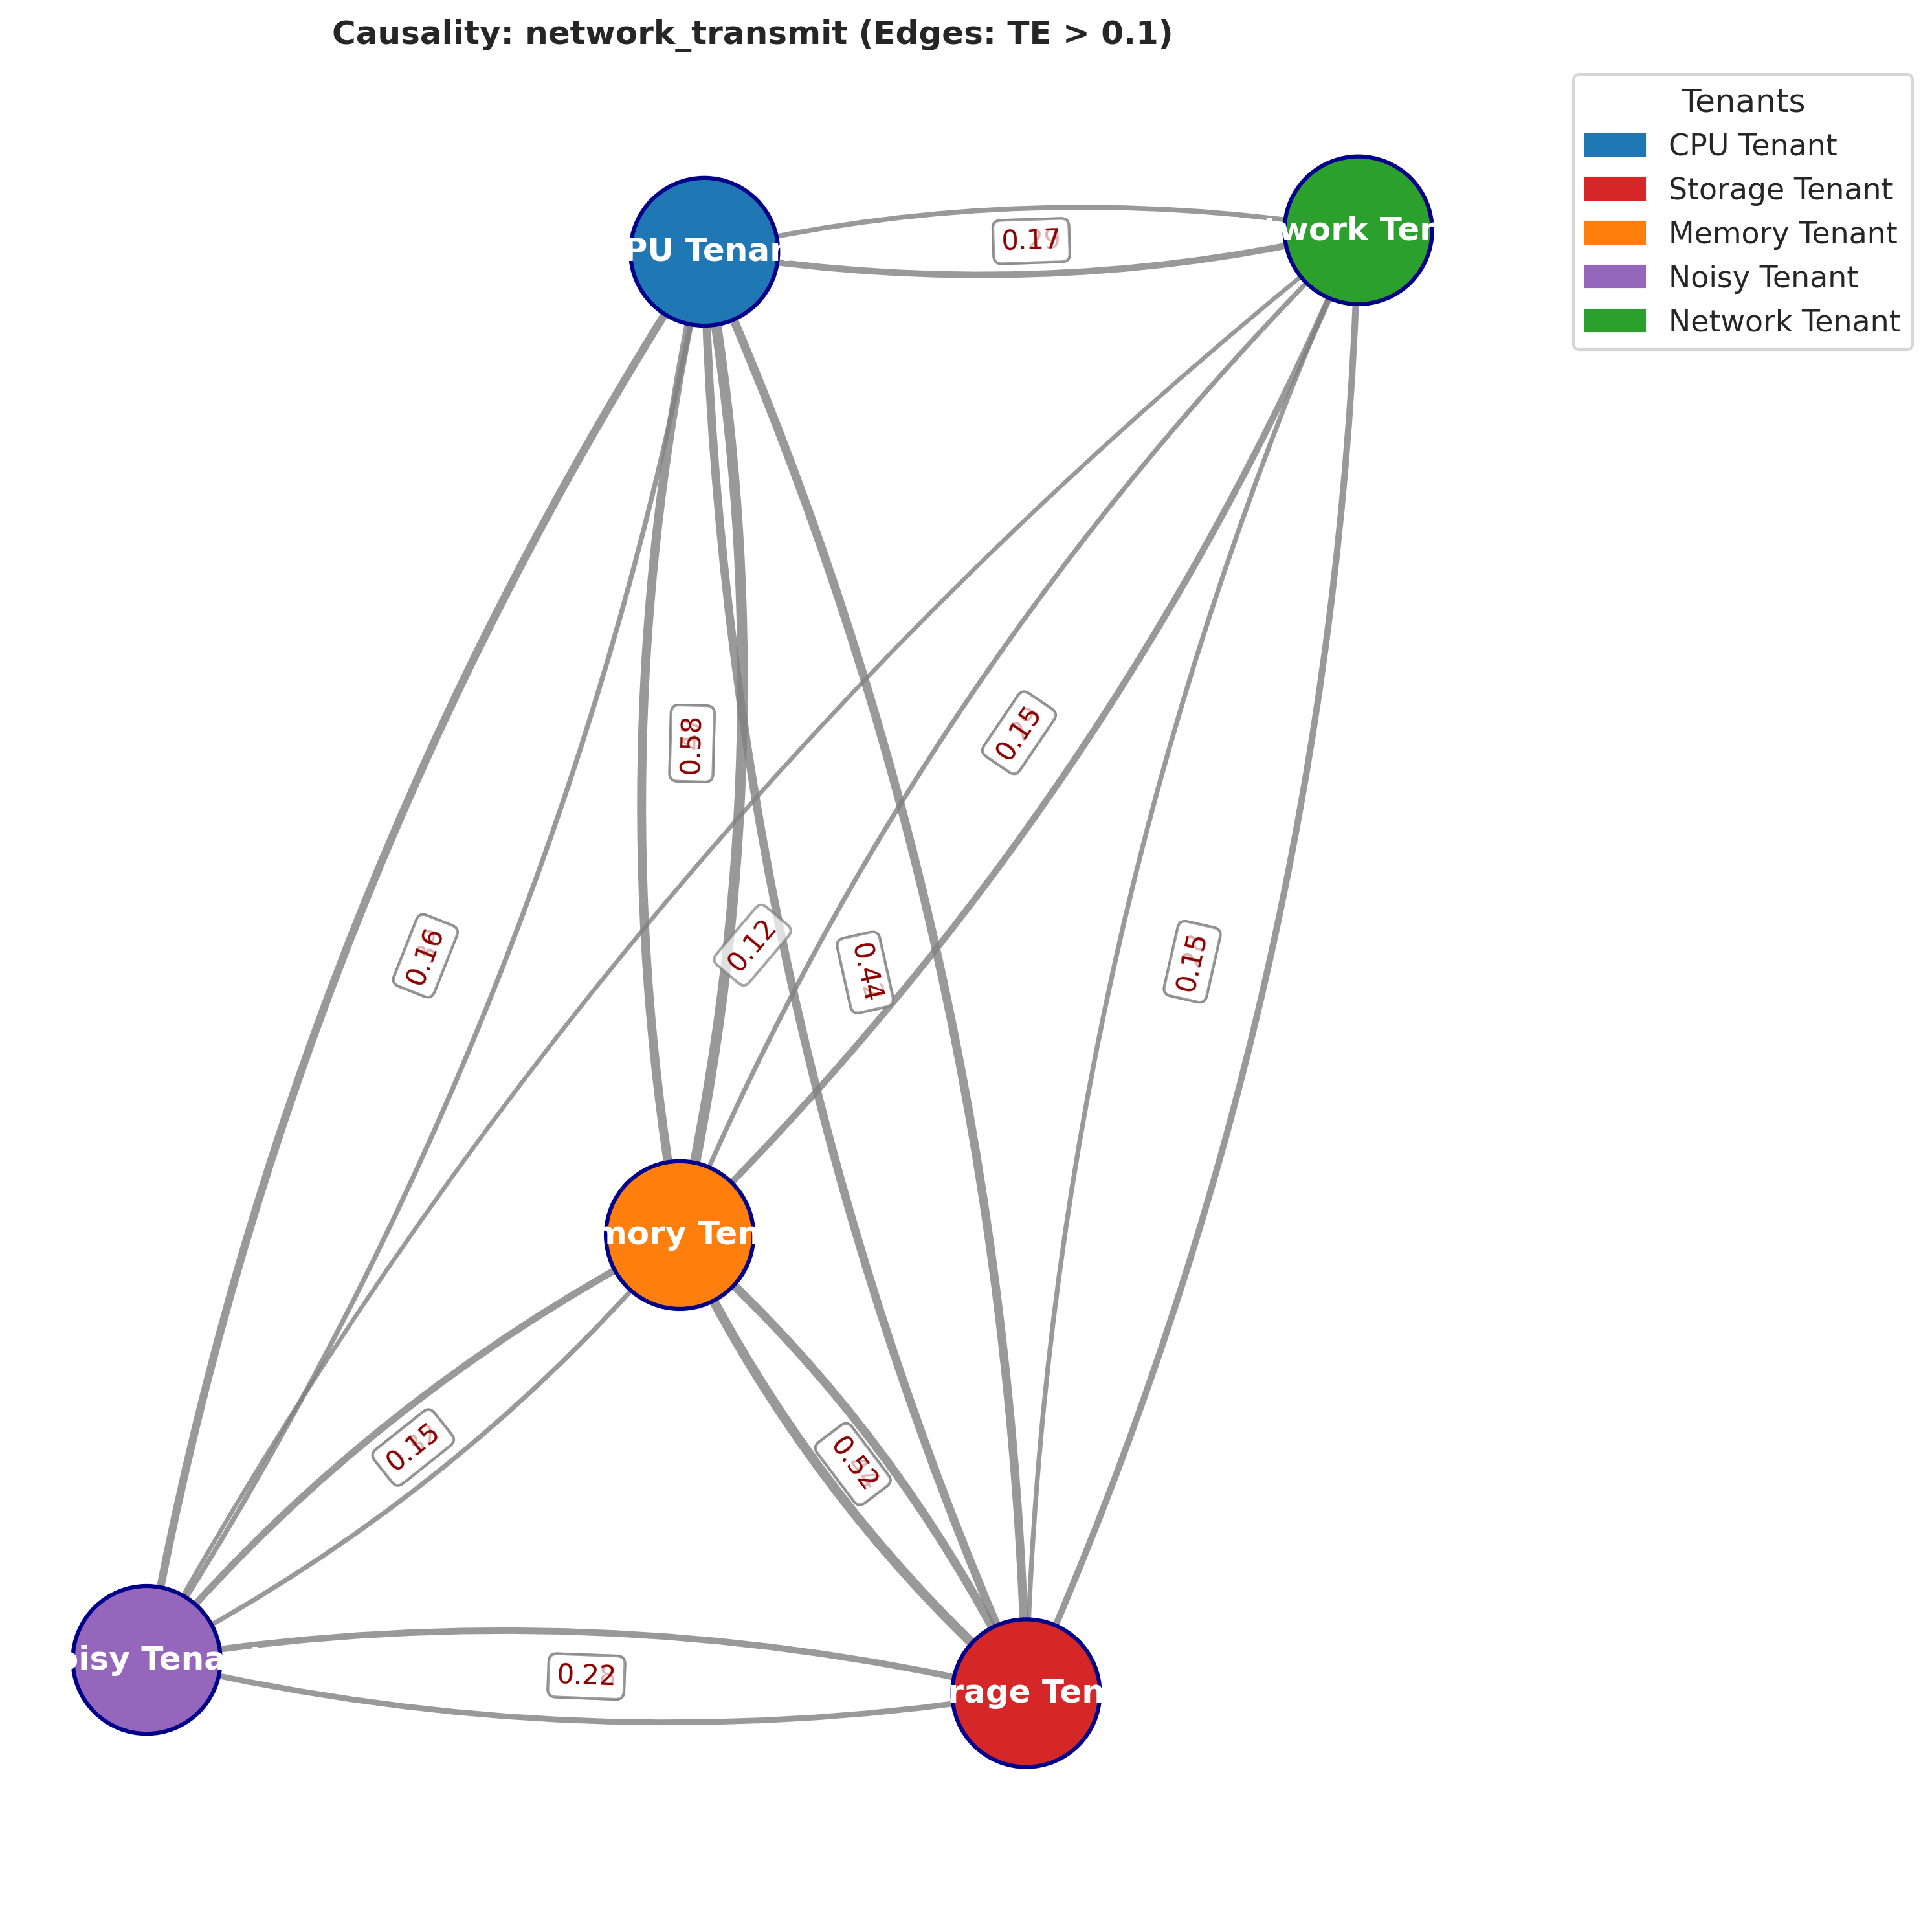 Causality: network_transmit (Edges: TE > 0.1)
Tenants
CPU Tenant
Storage Tenant
Memory Tenant
Noisy Tenant
Network Tenant
PU Tenan
work Ten
0.17
0.58
0.15
0.16
0.12
0.44
0.15
mory Ten
0.15
0.52
oisy Tena
0.22
rage Ten